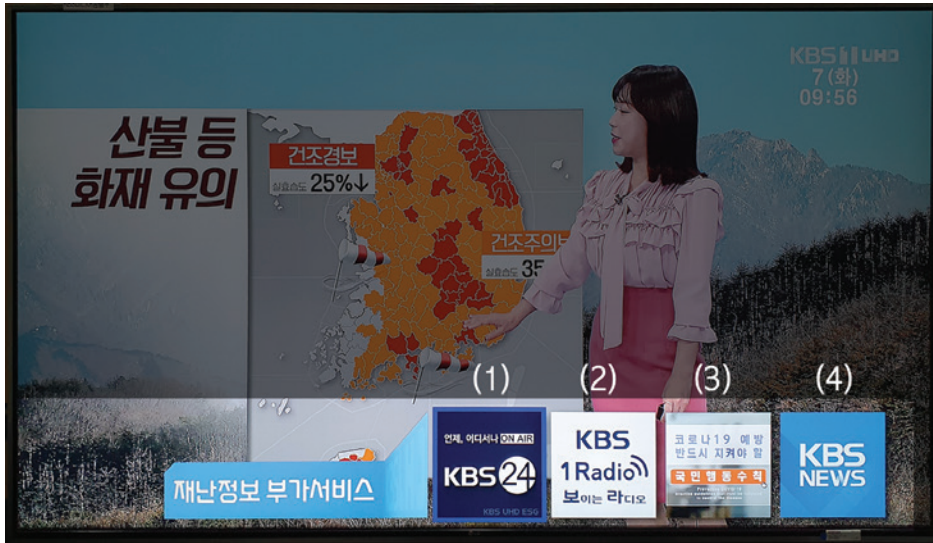 KBS 1 UHD
7 (화)
09:56
산불 등
화재 유의
건조경보
실효습도 25%↓
건조주의보
실효습도 35
(1)
(2)
(3)
(4)
재난정보 부가서비스
언제, 어디서나 ON AIR
KBS 24
KBS UHD ESG
KBS
1 Radio
보이는 라디오
코로나19 예방
반드시 지켜야 할
국민행동수칙
KBS
NEWS